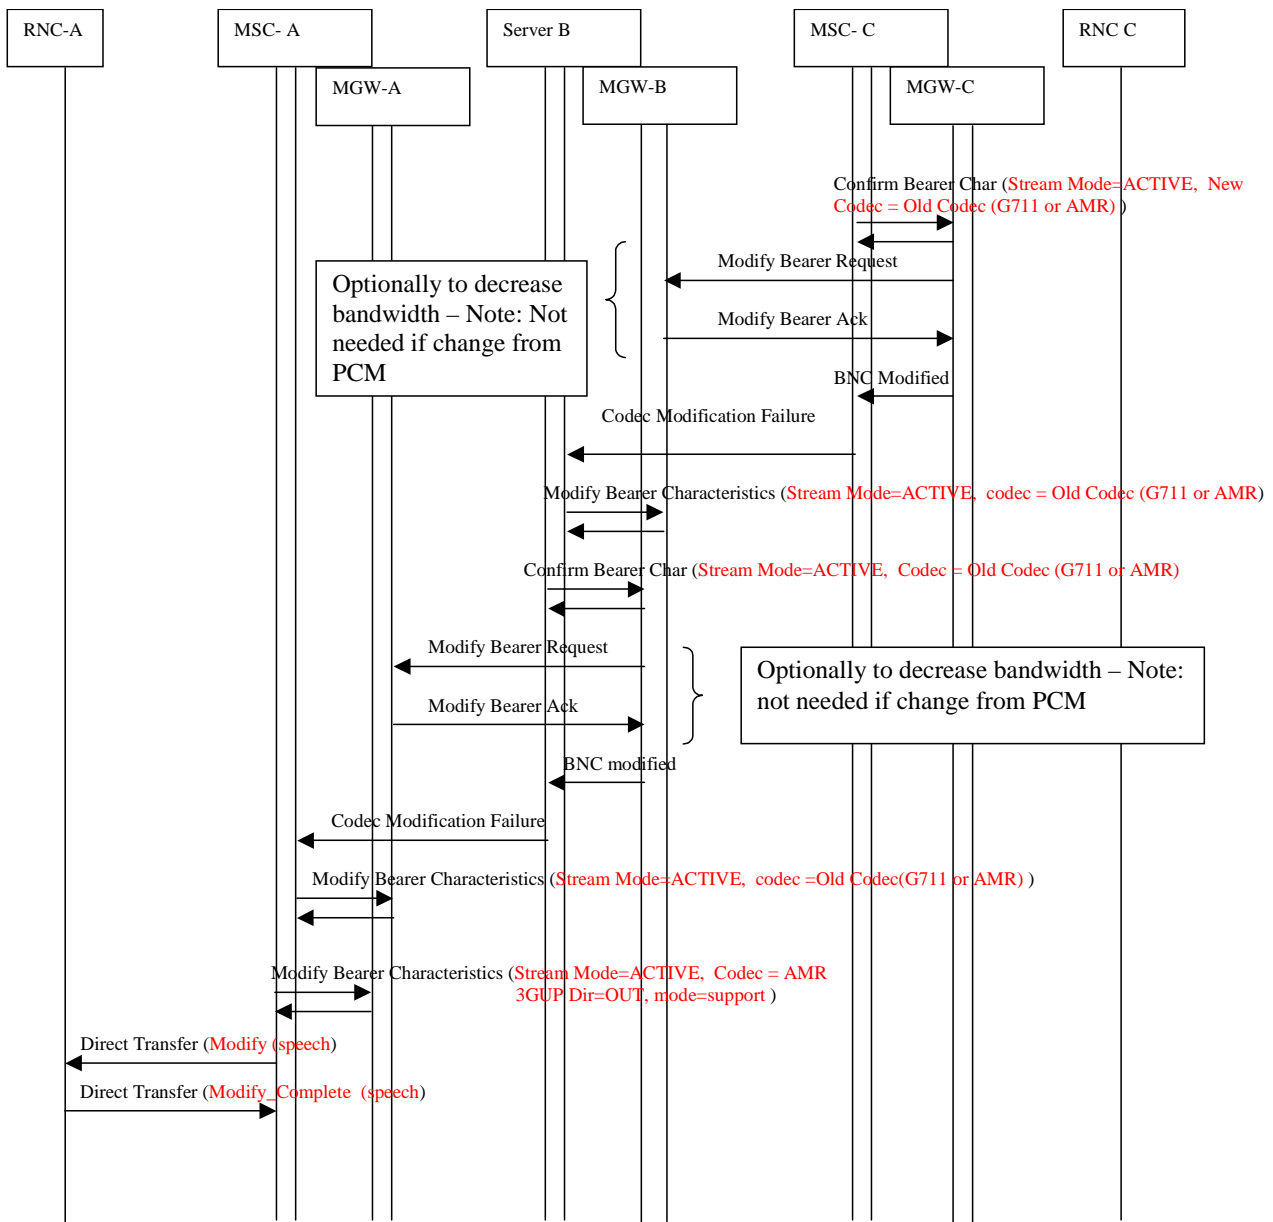 RNC-A
MSC- A
Server B
MSC- C
RNC C
MGW-A
MGW-B
MGW-C
Confirm Bearer Char (Stream Mode=ACTIVE,  New
Codec = Old Codec (G711 or AMR) )
Modify Bearer Request
Optionally to decrease
bandwidth – Note: Not
needed if change from
PCM
Modify Bearer Ack
BNC Modified
Codec Modification Failure
Modify Bearer Characteristics (Stream Mode=ACTIVE,  codec = Old Codec (G711 or AMR)
Confirm Bearer Char (Stream Mode=ACTIVE,  Codec = Old Codec (G711 or AMR)
Modify Bearer Request
Optionally to decrease bandwidth – Note:
not needed if change from PCM
Modify Bearer Ack
BNC modified
Codec Modification Failure
Modify Bearer Characteristics (Stream Mode=ACTIVE,  codec =Old Codec(G711 or AMR) )
Modify Bearer Characteristics (Stream Mode=ACTIVE,  Codec = AMR
3GUP Dir=OUT, mode=support )
Direct Transfer (Modify (speech)
Direct Transfer (Modify_Complete  (speech)